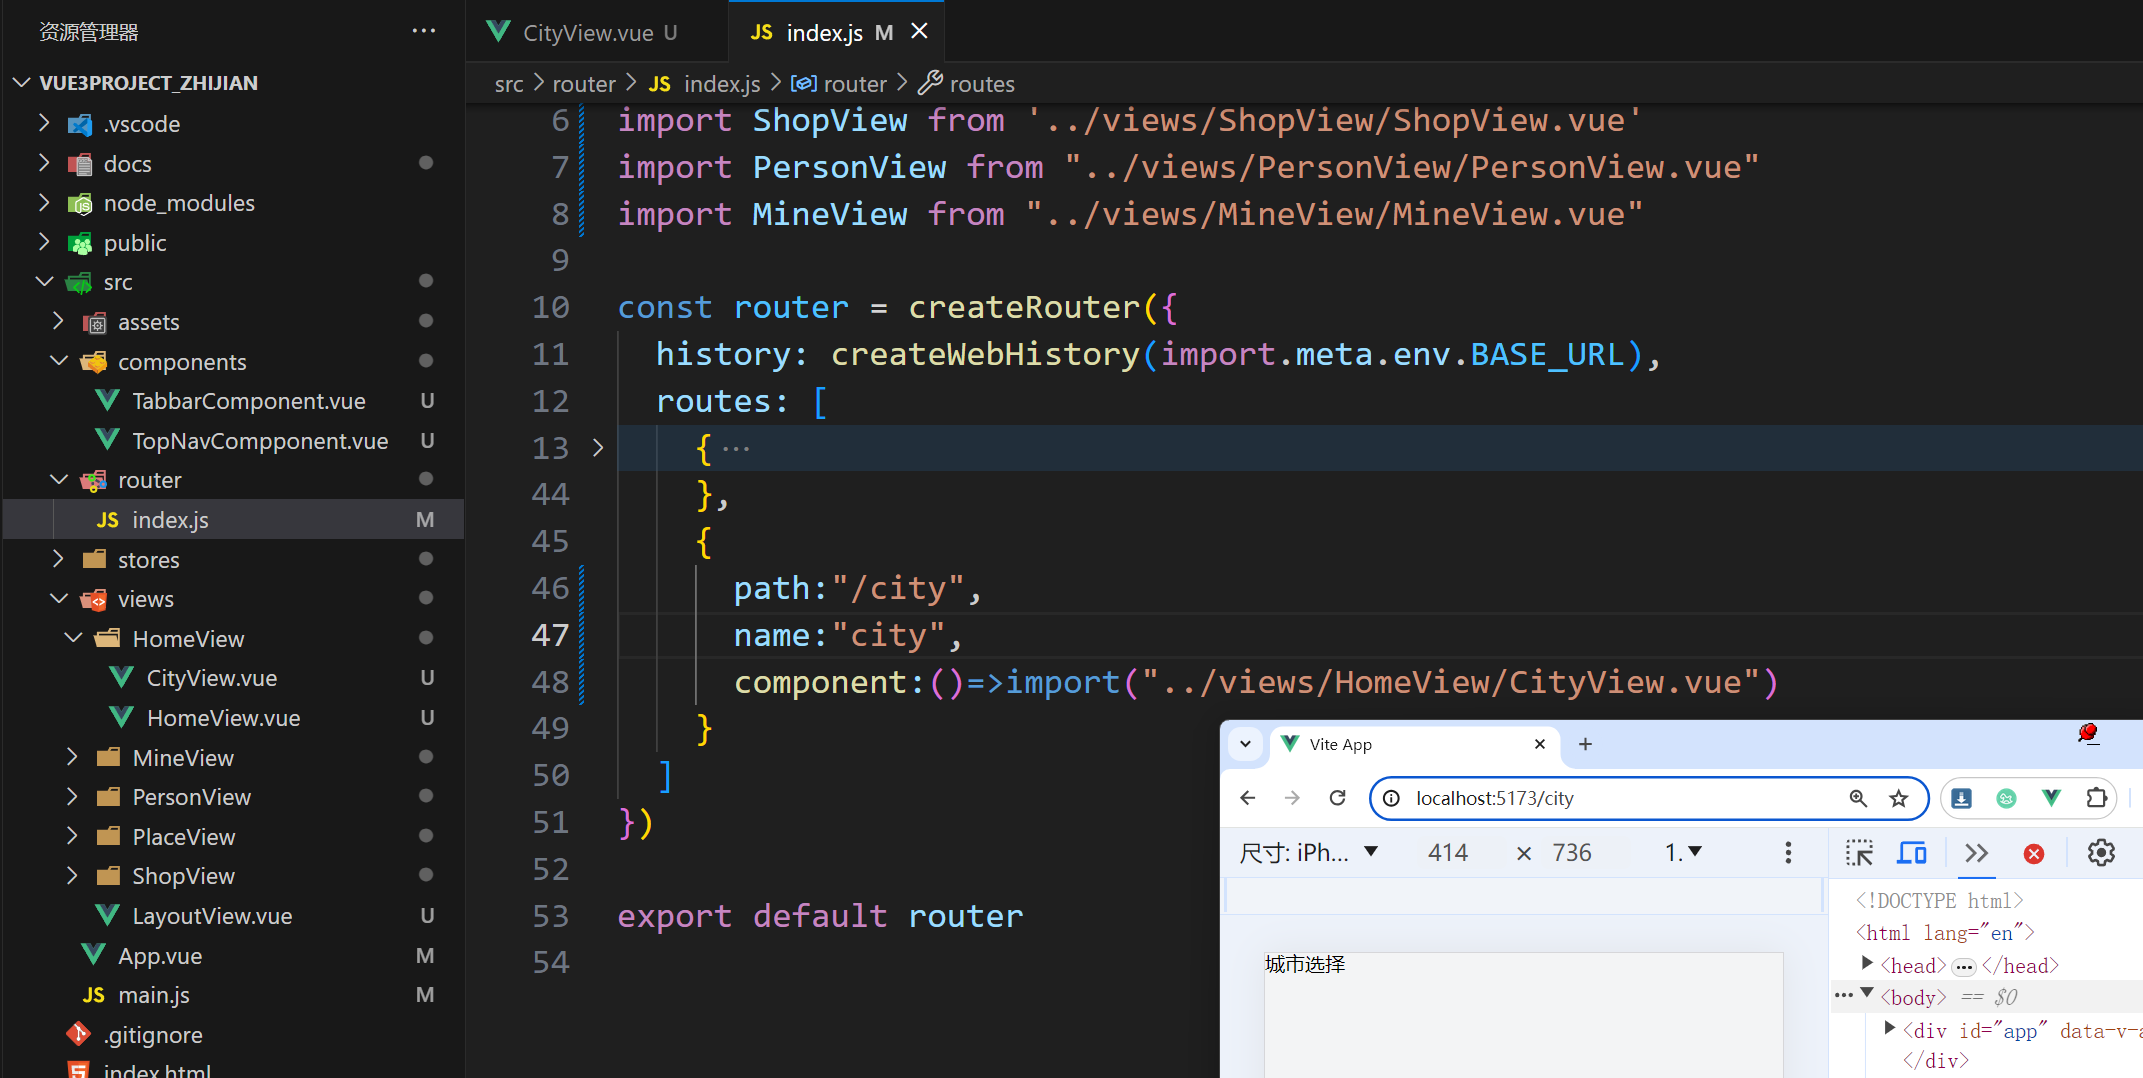 资源管理器
VUE3PROJECT_ZHIJIAN
.vscode
docs
node_modules
public
src
assets
components
TabbarComponent.vue U
TopNavCompponent.vue U
router
JS index.js M
stores
views
HomeView
CityView.vue U
HomeView.vue U
MineView
PersonView
PlaceView
ShopView
LayoutView.vue U
App.vue M
JS main.js M
.gitignore
index.html
CityView.vue U
JS index.js M
src > router > JS index.js > router > routes
6 import ShopView from '../views/ShopView/ShopView.vue'
7 import PersonView from "../views/PersonView/PersonView.vue"
8 import MineView from "../views/MineView/MineView.vue"
9
10 const router = createRouter({
11 history: createWebHistory(import.meta.env.BASE_URL),
12 routes: [
13 { ...
44 },
45 {
46 path:"/city",
47 name:"city",
48 component:()=>import("../views/HomeView/CityView.vue")
49 }
50 ]
51 })
52
53 export default router
54
Vite App
localhost:5173/city
尺寸: iPh... 414 × 736 1.
城市选择
<!DOCTYPE html>
<html lang="en">
<head> ... </head>
... <body> == $0
<div id="app" data-v-a
</div>